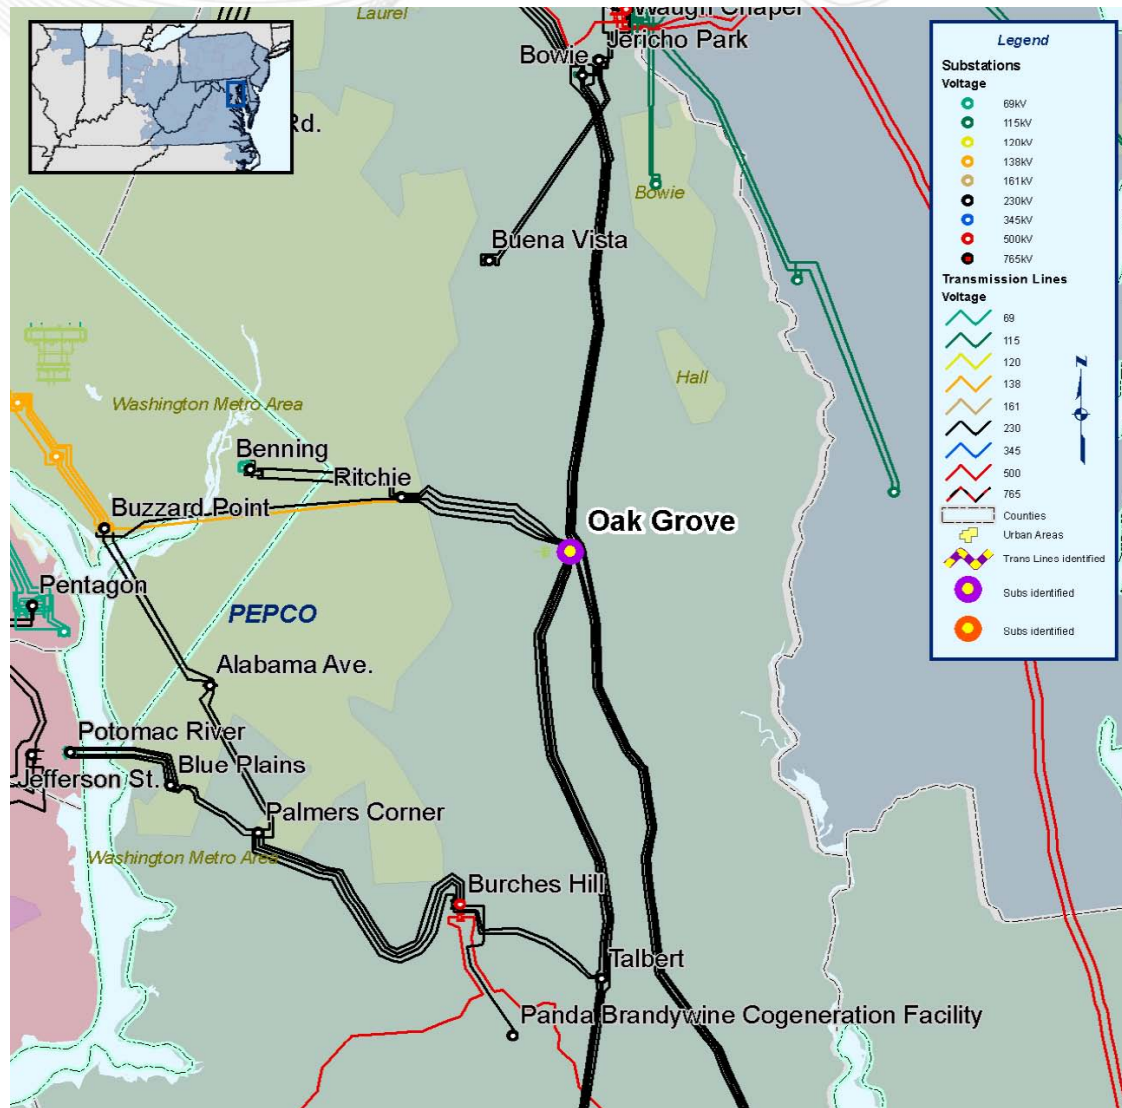 Laurel
Waugh Chapel
Jericho Park
Bowie
Rd.
Bowie
Buena Vista
Hall
Washington Metro Area
Benning
Ritchie
Buzzard Point
Oak Grove
Pentagon
PEPCO
Alabama Ave.
Potomac River
Jefferson St.
Blue Plains
Palmers Corner
Washington Metro Area
Burches Hill
Talbert
Panda Brandywine Cogeneration Facility
Legend
Substations
Voltage
69kV
115kV
120kV
138kV
161kV
230kV
345kV
500kV
765kV
Transmission Lines
Voltage
69
115
120
138
161
230
345
500
765
Counties
Urban Areas
Trans Lines identified
Subs identified
Subs identified
N